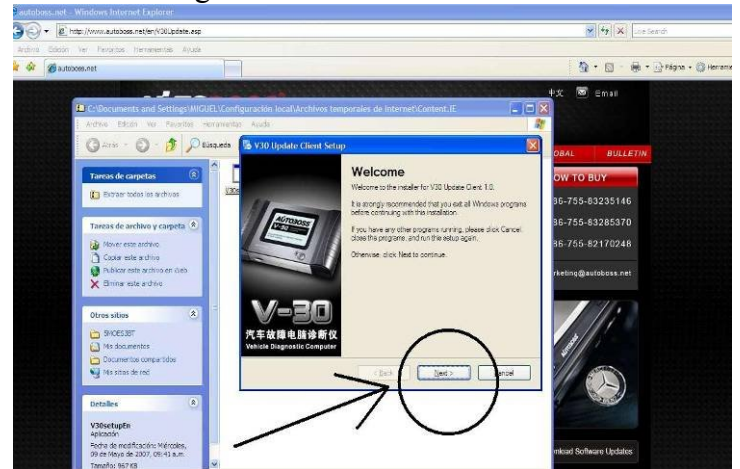 autoboss.net - Windows Internet Explorer
http://www.autoboss.net/en/V30Update.asp
Live Search
Archivo Edición Ver Favoritos Herramientas Ayuda
autoboss.net
Página
中文 Email
C:\Documents and Settings\MIGUEL\Configuración local\Archivos temporales de Internet\Content.IE
Archivo Edición Ver Favoritos Herramientas Ayuda
Atrás
Búsqueda
V30 Update Client Setup
Tareas de carpetas
Extraer todos los archivos
Tareas de archivo y carpeta
Mover este archivo
Copiar este archivo
Publicar este archivo en Web
Eliminar este archivo
Otros sitios
SHOES3BT
Mis documentos
Documentos compartidos
Mis sitios de red
Detalles
V30setupEn
Aplicación
Fecha de modificación: Miércoles,
09 de Mayo de 2007, 09:41 a.m.
Tamaño: 967 KB
AUTOBOSS
V-30
V-30
汽车故障电脑诊断仪
Vehicle Diagnostic Computer
Welcome
Welcome to the installer for V30 Update Client 1.0.
It is strongly recommended that you exit all Windows programs
before continuing with this installation.
If you have any other programs running, please click Cancel,
close the programs, and run this setup again.
Otherwise, click Next to continue.
< Back
Next >
Cancel
OBAL BULLETIN
OW TO BUY
86-755-83235146
86-755-83285370
86-755-82170248
rketing@autoboss.net
AUTOBOSS
nload Software Updates